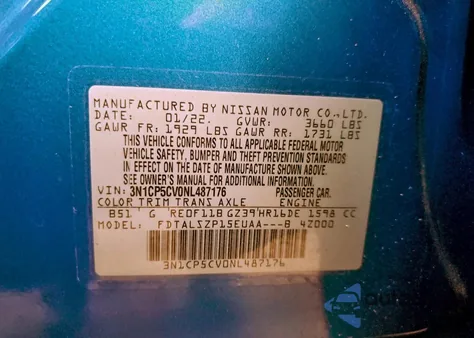 MANUFACTURED BY NISSAN MOTOR CO.,LTD.
DATE: 01/22. GVWR: 3660 LBS
GAWR FR: 1929 LBS GAWR RR: 1731 LBS
THIS VEHICLE CONFORMS TO ALL APPLICABLE FEDERAL MOTOR
VEHICLE SAFETY, BUMPER AND THEFT PREVENTION STANDARDS
IN EFFECT ON THE DATE OF MANUFACTURE SHOWN ABOVE.
SEE OWNER'S MANUAL FOR ADDITIONAL INFORMATION
VIN: 3N1CP5CV0NL487176 PASSENGER CAR.
COLOR TRIM TRANS AXLE ENGINE
B51 G RE0F11B GZ39 HR16DE 1598 CC
MODEL: FDTALSZP15EUAA---B 4Z000
3N1CP5CV0NL487176